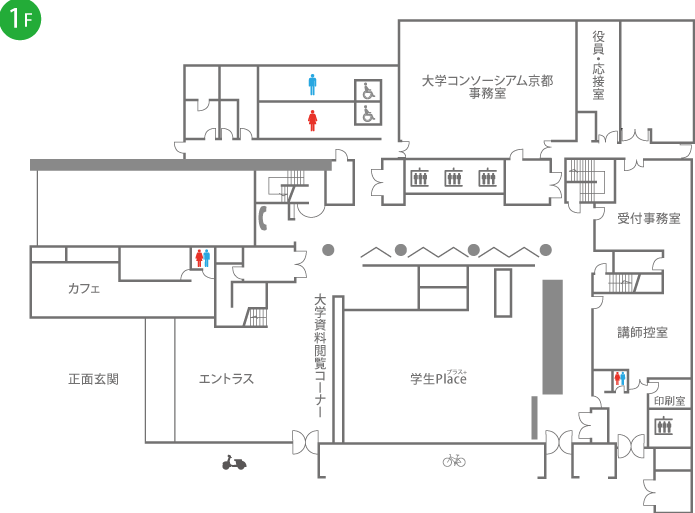 1F
大学コンソーシアム京都
事務室
役員・応接室
受付事務室
カフェ
大学資料閲覧コーナー
講師控室
正面玄関
エントラス
プラス+
学生Place
印刷室